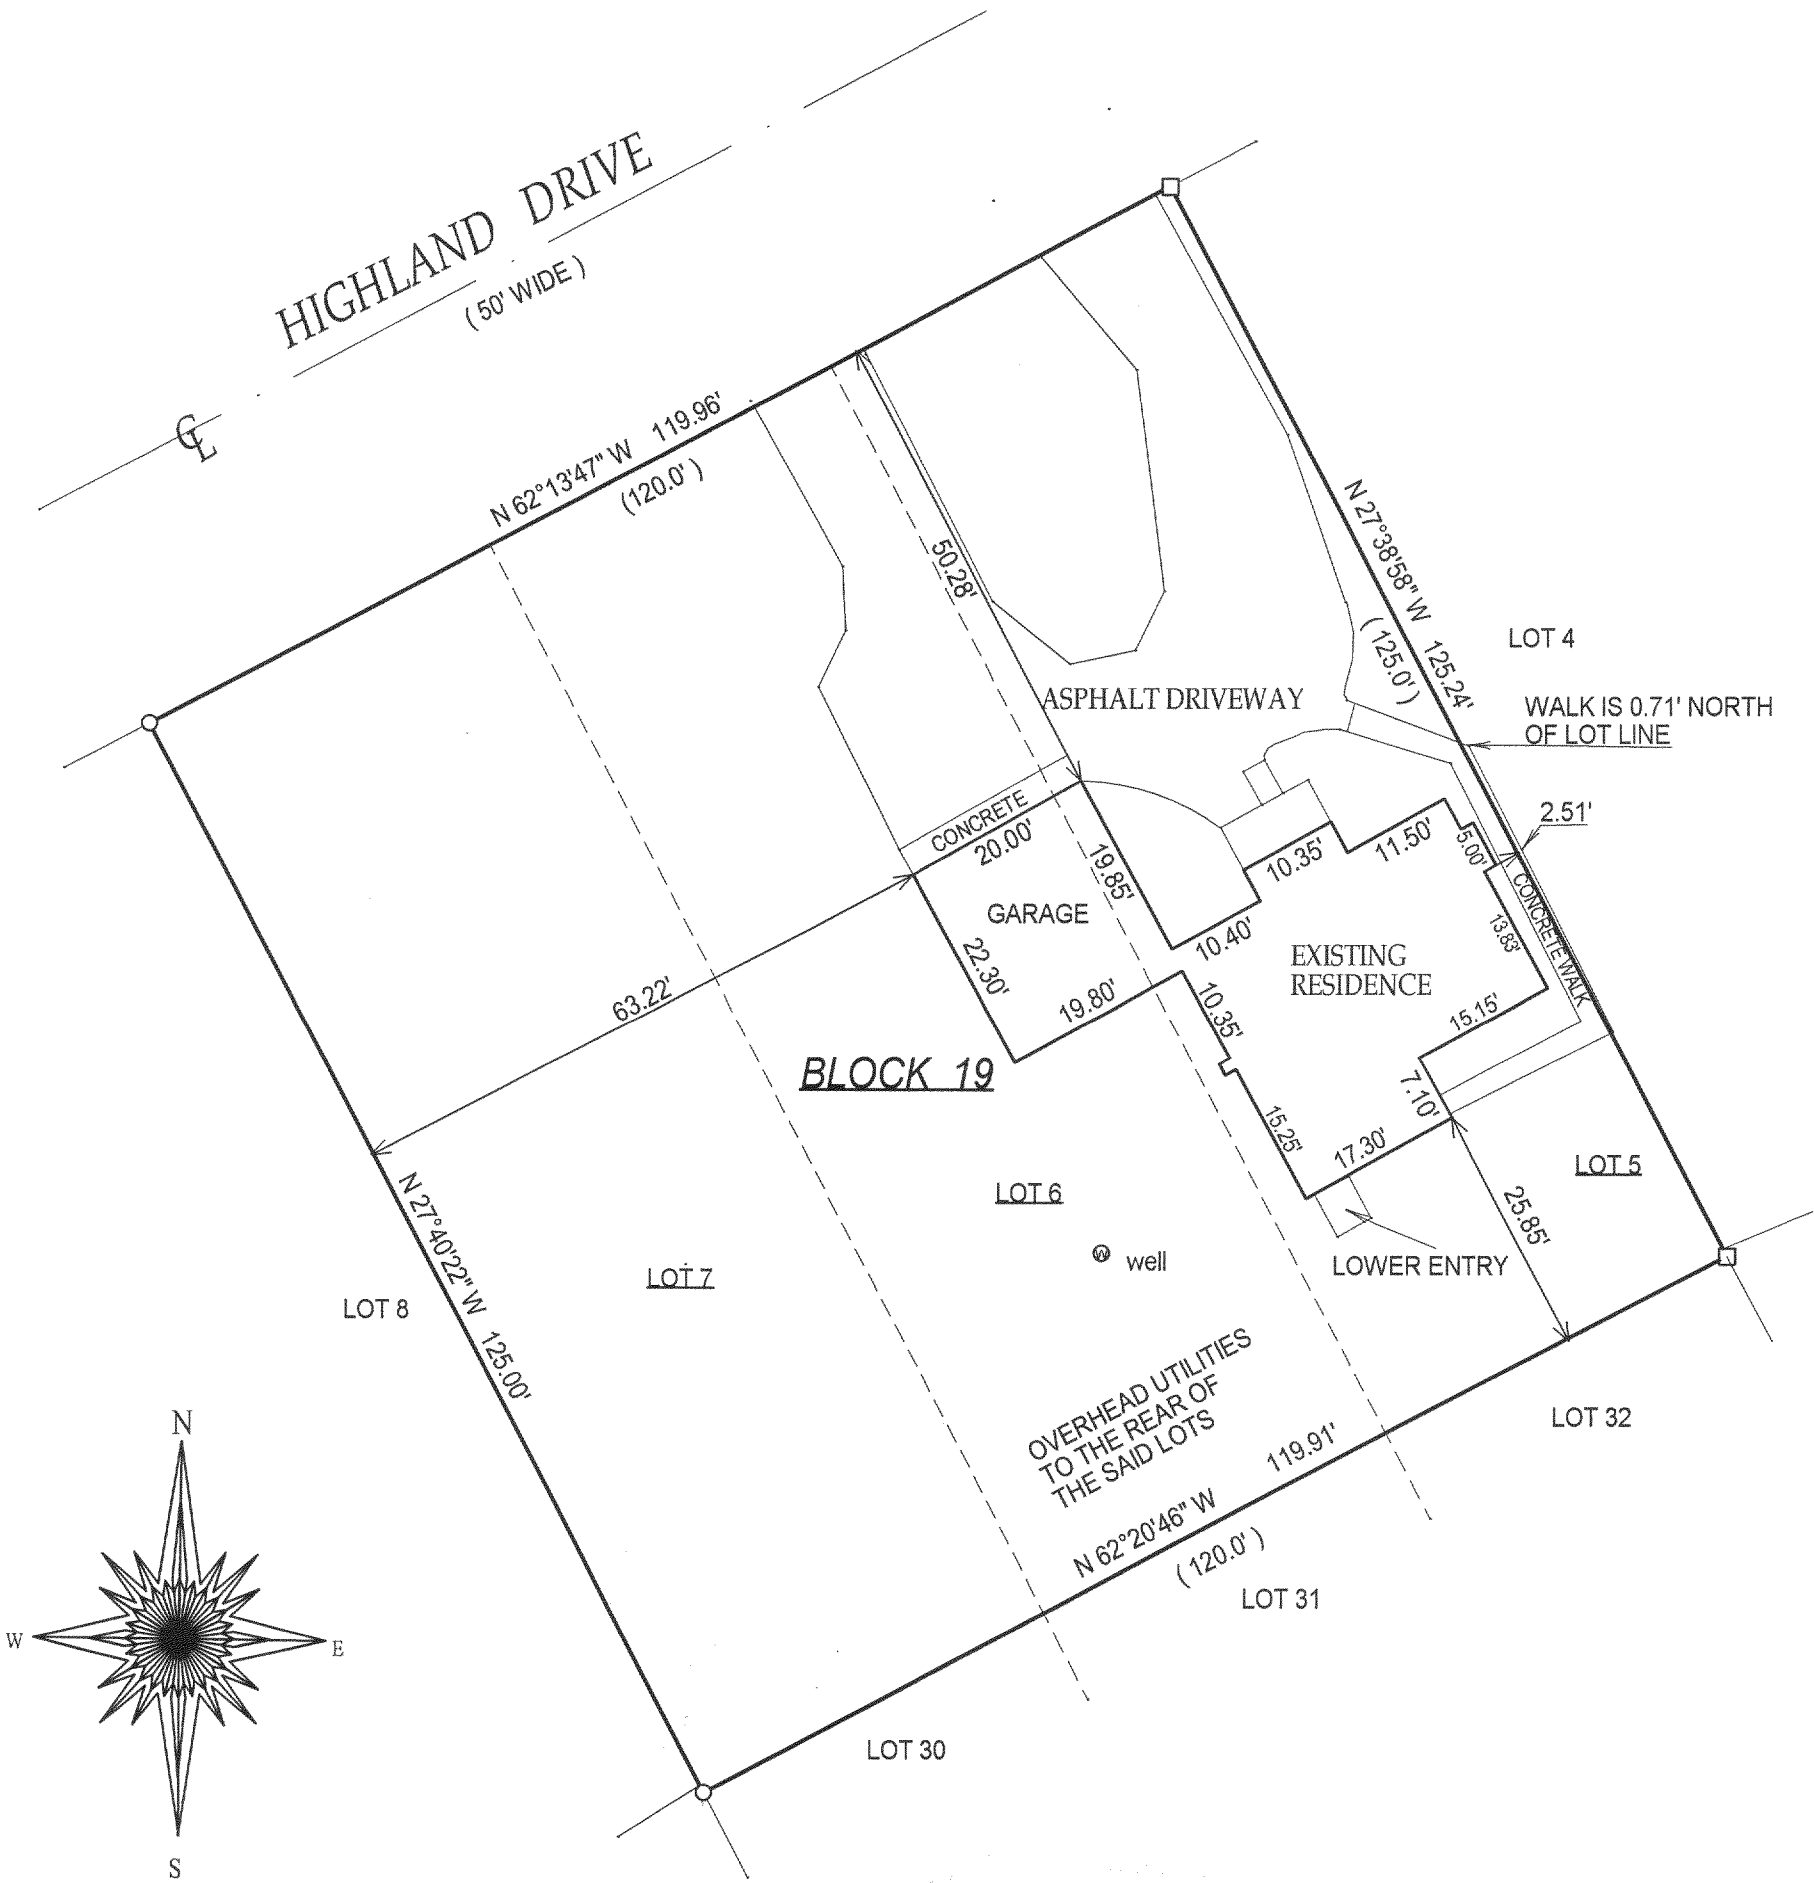 HIGHLAND DRIVE
( 50' WIDE )
CL
N 62°13'47" W 119.96'
(120.0' )
50.28'
N 27°38'58" W 125.24'
( 125.0' )
LOT 4
ASPHALT DRIVEWAY
WALK IS 0.71' NORTH
OF LOT LINE
2.51'
CONCRETE
20.00'
19.85'
10.35'
11.50'
5.00'
GARAGE
22.30'
10.40'
13.83'
CONCRETE WALK
EXISTING
RESIDENCE
63.22'
19.80'
10.35'
15.15'
BLOCK 19
7.10'
15.25'
17.30'
LOT 5
LOT 6
25.85'
well
W
LOWER ENTRY
LOT 7
LOT 8
N 27°40'22" W 125.00'
OVERHEAD UTILITIES
TO THE REAR OF
THE SAID LOTS
N 62°20'46" W 119.91'
( 120.0' )
LOT 32
LOT 31
LOT 30
N
W
E
S